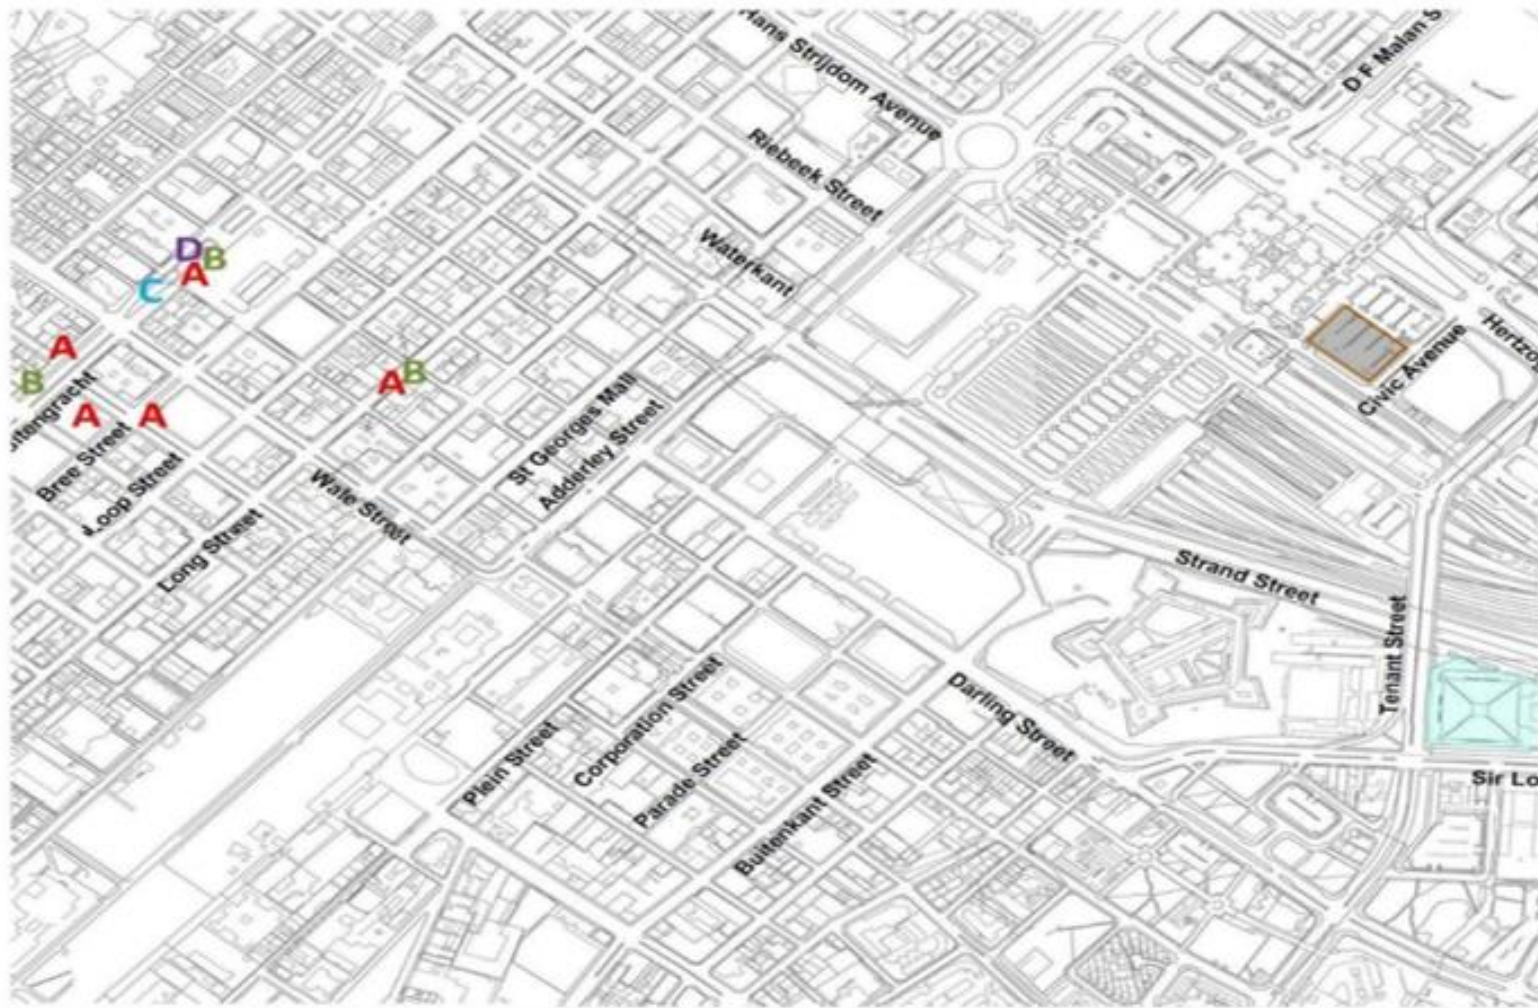 Hans Strijdom Avenue
D F Malan S
Riebeek Street
Waterkant
D
B
A
C
A
B
A
B
A
A
uitengracht
Bree Street
Loop Street
Long Street
Wale Street
St Georges Mall
Adderley Street
Civic Avenue
Hertzog
Strand Street
Tenant Street
Darling Street
Plein Street
Corporation Street
Parade Street
Buitenkant Street
Sir Lo